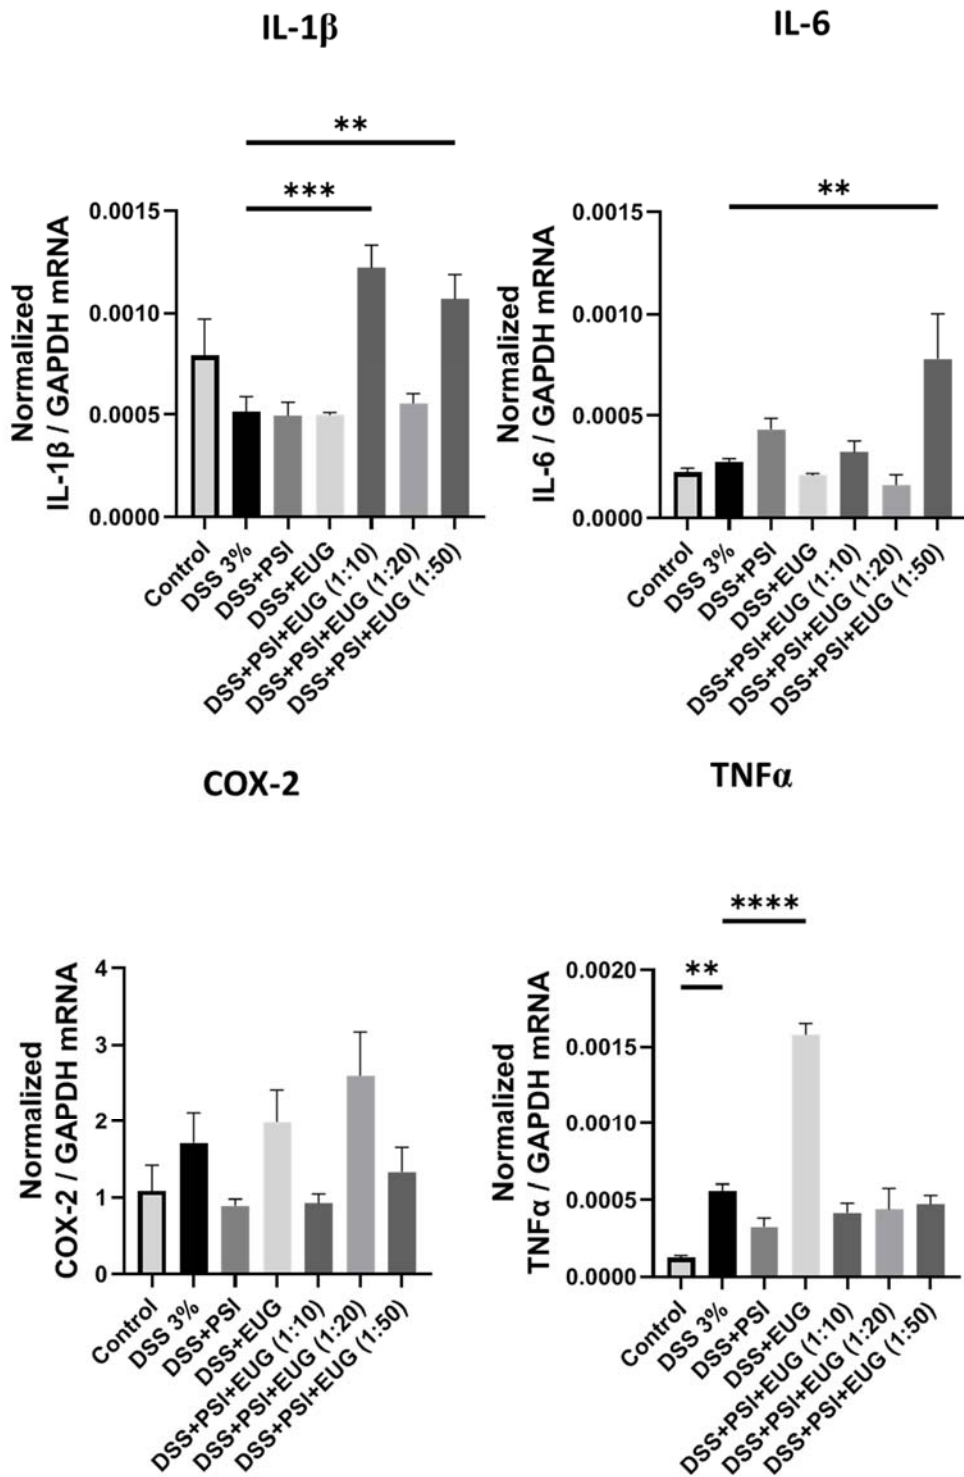 IL-1β
**
***
Normalized
IL-1β / GAPDH mRNA
0.0015
0.0010
0.0005
0.0000
Control
DSS 3%
DSS+PSI
DSS+EUG
DSS+PSI+EUG (1:10)
DSS+PSI+EUG (1:20)
DSS+PSI+EUG (1:50)
IL-6
**
Normalized
IL-6 / GAPDH mRNA
0.0015
0.0010
0.0005
0.0000
Control
DSS 3%
DSS+PSI
DSS+EUG
DSS+PSI+EUG (1:10)
DSS+PSI+EUG (1:20)
DSS+PSI+EUG (1:50)
COX-2
Normalized
COX-2 / GAPDH mRNA
4
3
2
1
0
Control
DSS 3%
DSS+PSI
DSS+EUG
DSS+PSI+EUG (1:10)
DSS+PSI+EUG (1:20)
DSS+PSI+EUG (1:50)
TNFα
****
**
Normalized
TNFα / GAPDH mRNA
0.0020
0.0015
0.0010
0.0005
0.0000
Control
DSS 3%
DSS+PSI
DSS+EUG
DSS+PSI+EUG (1:10)
DSS+PSI+EUG (1:20)
DSS+PSI+EUG (1:50)